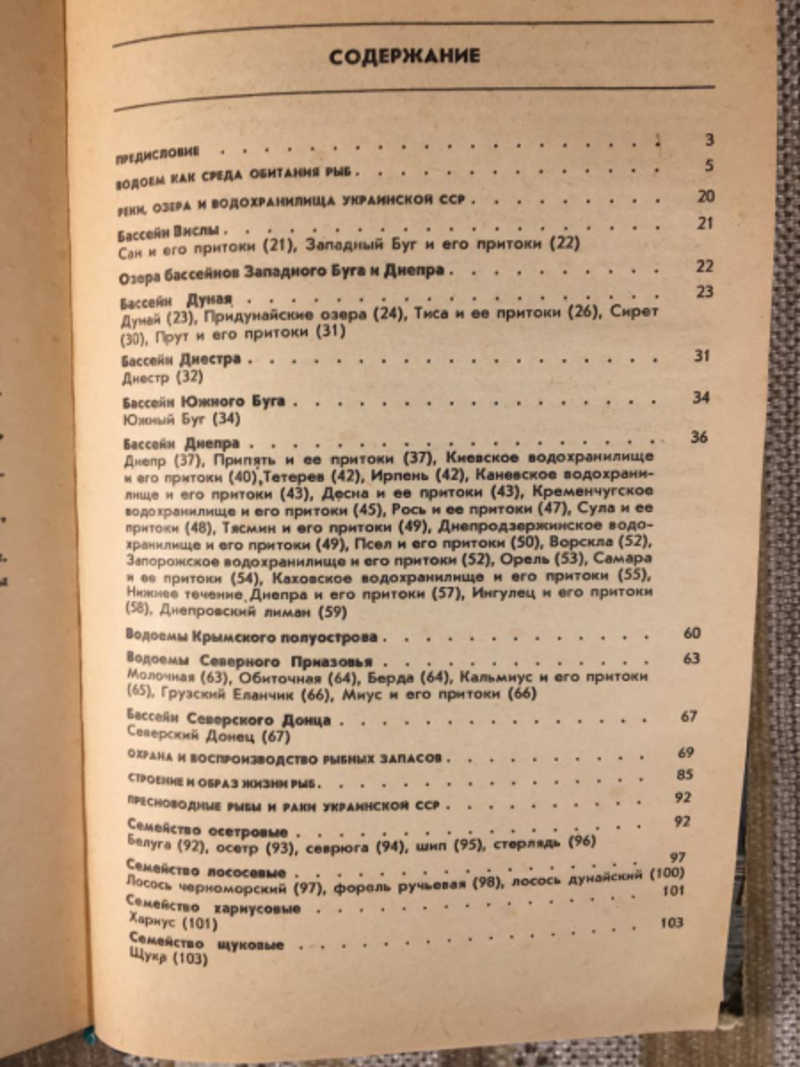 СОДЕРЖАНИЕ
ПРЕДИСЛОВИЕ . . . . . . . . . . . . . . . . . . 3
ВОДОЕМ КАК СРЕДА ОБИТАНИЯ РЫБ . . . . . . . . . . . . 5
РЕКИ, ОЗЕРА И ВОДОХРАНИЛИЩА УКРАИНСКОЙ ССР . . . . . . . . 20
Бассейн Вислы . . . . . . . . . . . . . . . . . 21
Сан и его притоки (21), Западный Буг и его притоки (22)
Озера бассейнов Западного Буга и Днепра . . . . . . . . 22
Бассейн Дуная . . . . . . . . . . . . . . . . . 23
Дунай (23), Придунайские озера (24), Тиса и ее притоки (26), Сирет
(30), Прут и его притоки (31)
Бассейн Днестра . . . . . . . . . . . . . . . . 31
Днестр (32)
Бассейн Южного Буга . . . . . . . . . . . . . . 34
Южный Буг (34)
Бассейн Днепра . . . . . . . . . . . . . . . . 36
Днепр (37), Припять и ее притоки (37), Киевское водохранилище
и его притоки (40),Тетерев (42), Ирпень (42), Каневское водохрани-
лище и его притоки (43), Десна и ее притоки (43), Кременчугское
водохранилище и его притоки (45), Рось и ее притоки (47), Сула и ее
притоки (48), Тясмин и его притоки (49), Днепродзержинское водо-
хранилище и его притоки (49), Псел и его притоки (50), Ворскла (52),
Запорожское водохранилище и его притоки (52), Орель (53), Самара
и ее притоки (54), Каховское водохранилище и его притоки (55),
Нижнее течение Днепра и его притоки (57), Ингулец и его притоки
(58), Днепровский лиман (59)
Водоемы Крымского полуострова . . . . . . . . . . . 60
Водоемы Северного Приазовья . . . . . . . . . . . . 63
Молочная (63), Обиточная (64), Берда (64), Кальмиус и его притоки
(65), Грузский Еланчик (66), Миус и его притоки (66)
Бассейн Северского Донца . . . . . . . . . . . . 67
Северский Донец (67)
ОХРАНА И ВОСПРОИЗВОДСТВО РЫБНЫХ ЗАПАСОВ . . . . . . . . 69
СТРОЕНИЕ И ОБРАЗ ЖИЗНИ РЫБ . . . . . . . . . . . . . 85
ПРЕСНОВОДНЫЕ РЫБЫ И РАКИ УКРАИНСКОЙ ССР . . . . . . . . 92
Семейство осетровые . . . . . . . . . . . . . . 92
Белуга (92), осетр (93), севрюга (94), шип (95), стерлядь (96)
Семейство лососевые . . . . . . . . . . . . . . 97
Лосось черноморский (97), форель ручьевая (98), лосось дунайский (100)
Семейство хариусовые . . . . . . . . . . . . . . 101
Хариус (101)
Семейство щуковые . . . . . . . . . . . . . . . 103
Щука (103)